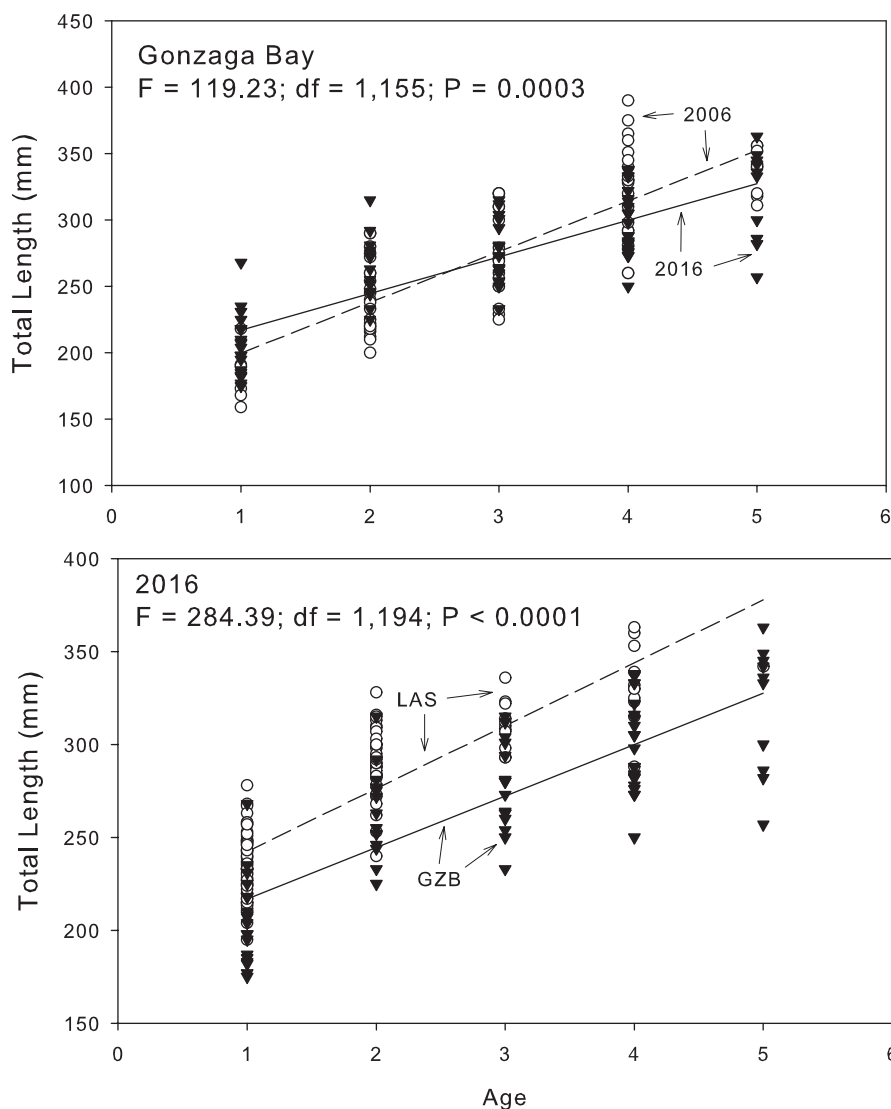 Gonzaga Bay
F = 119.23; df = 1,155; P = 0.0003
2006
2016
Total Length (mm)
450
400
350
300
250
200
150
100
0 1 2 3 4 5 6
2016
F = 284.39; df = 1,194; P < 0.0001
LAS
GZB
Total Length (mm)
400
350
300
250
200
150
0 1 2 3 4 5 6
Age